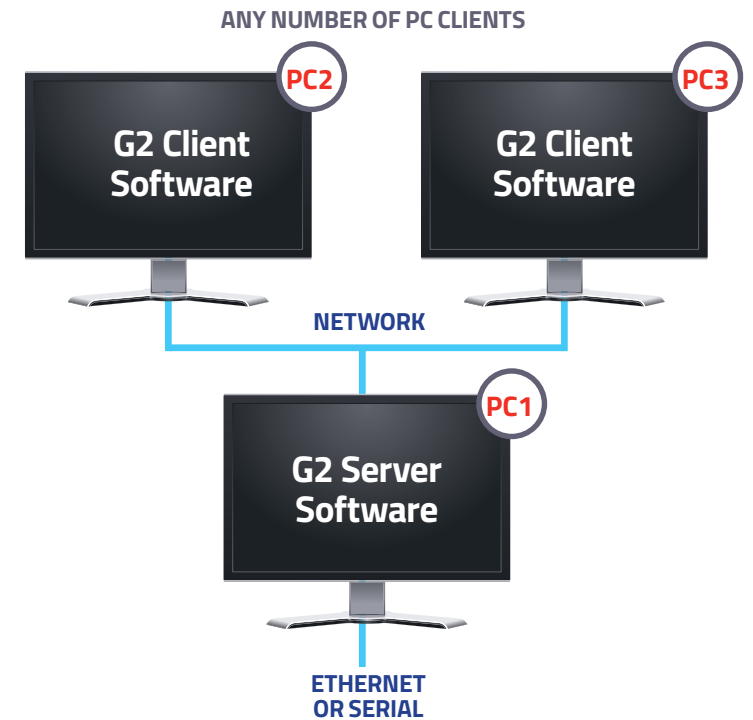 ANY NUMBER OF PC CLIENTS
PC2
PC3
G2 Client
Software
G2 Client
Software
NETWORK
PC1
G2 Server
Software
ETHERNET
OR SERIAL